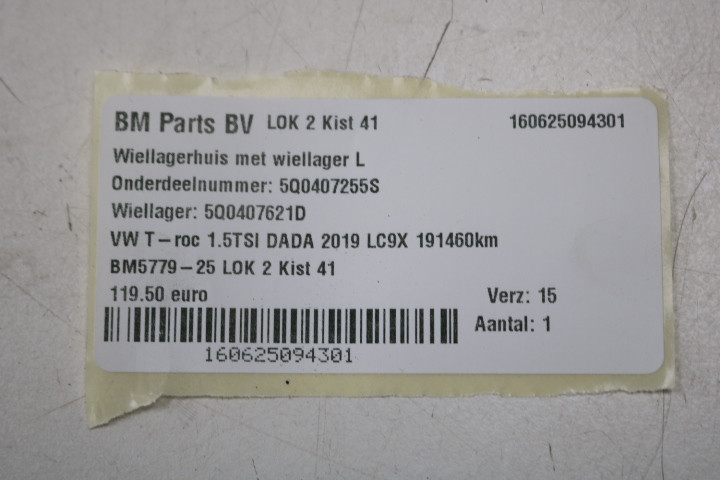 BM Parts BV LOK 2 Kist 41 160625094301
Wiellagerhuis met wiellager L
Onderdeelnummer: 5Q0407255S
Wiellager: 5Q0407621D
VW T-roc 1.5TSI DADA 2019 LC9X 191460km
BM5779-25 LOK 2 Kist 41
119.50 euro Verz: 15
Aantal: 1
160625094301